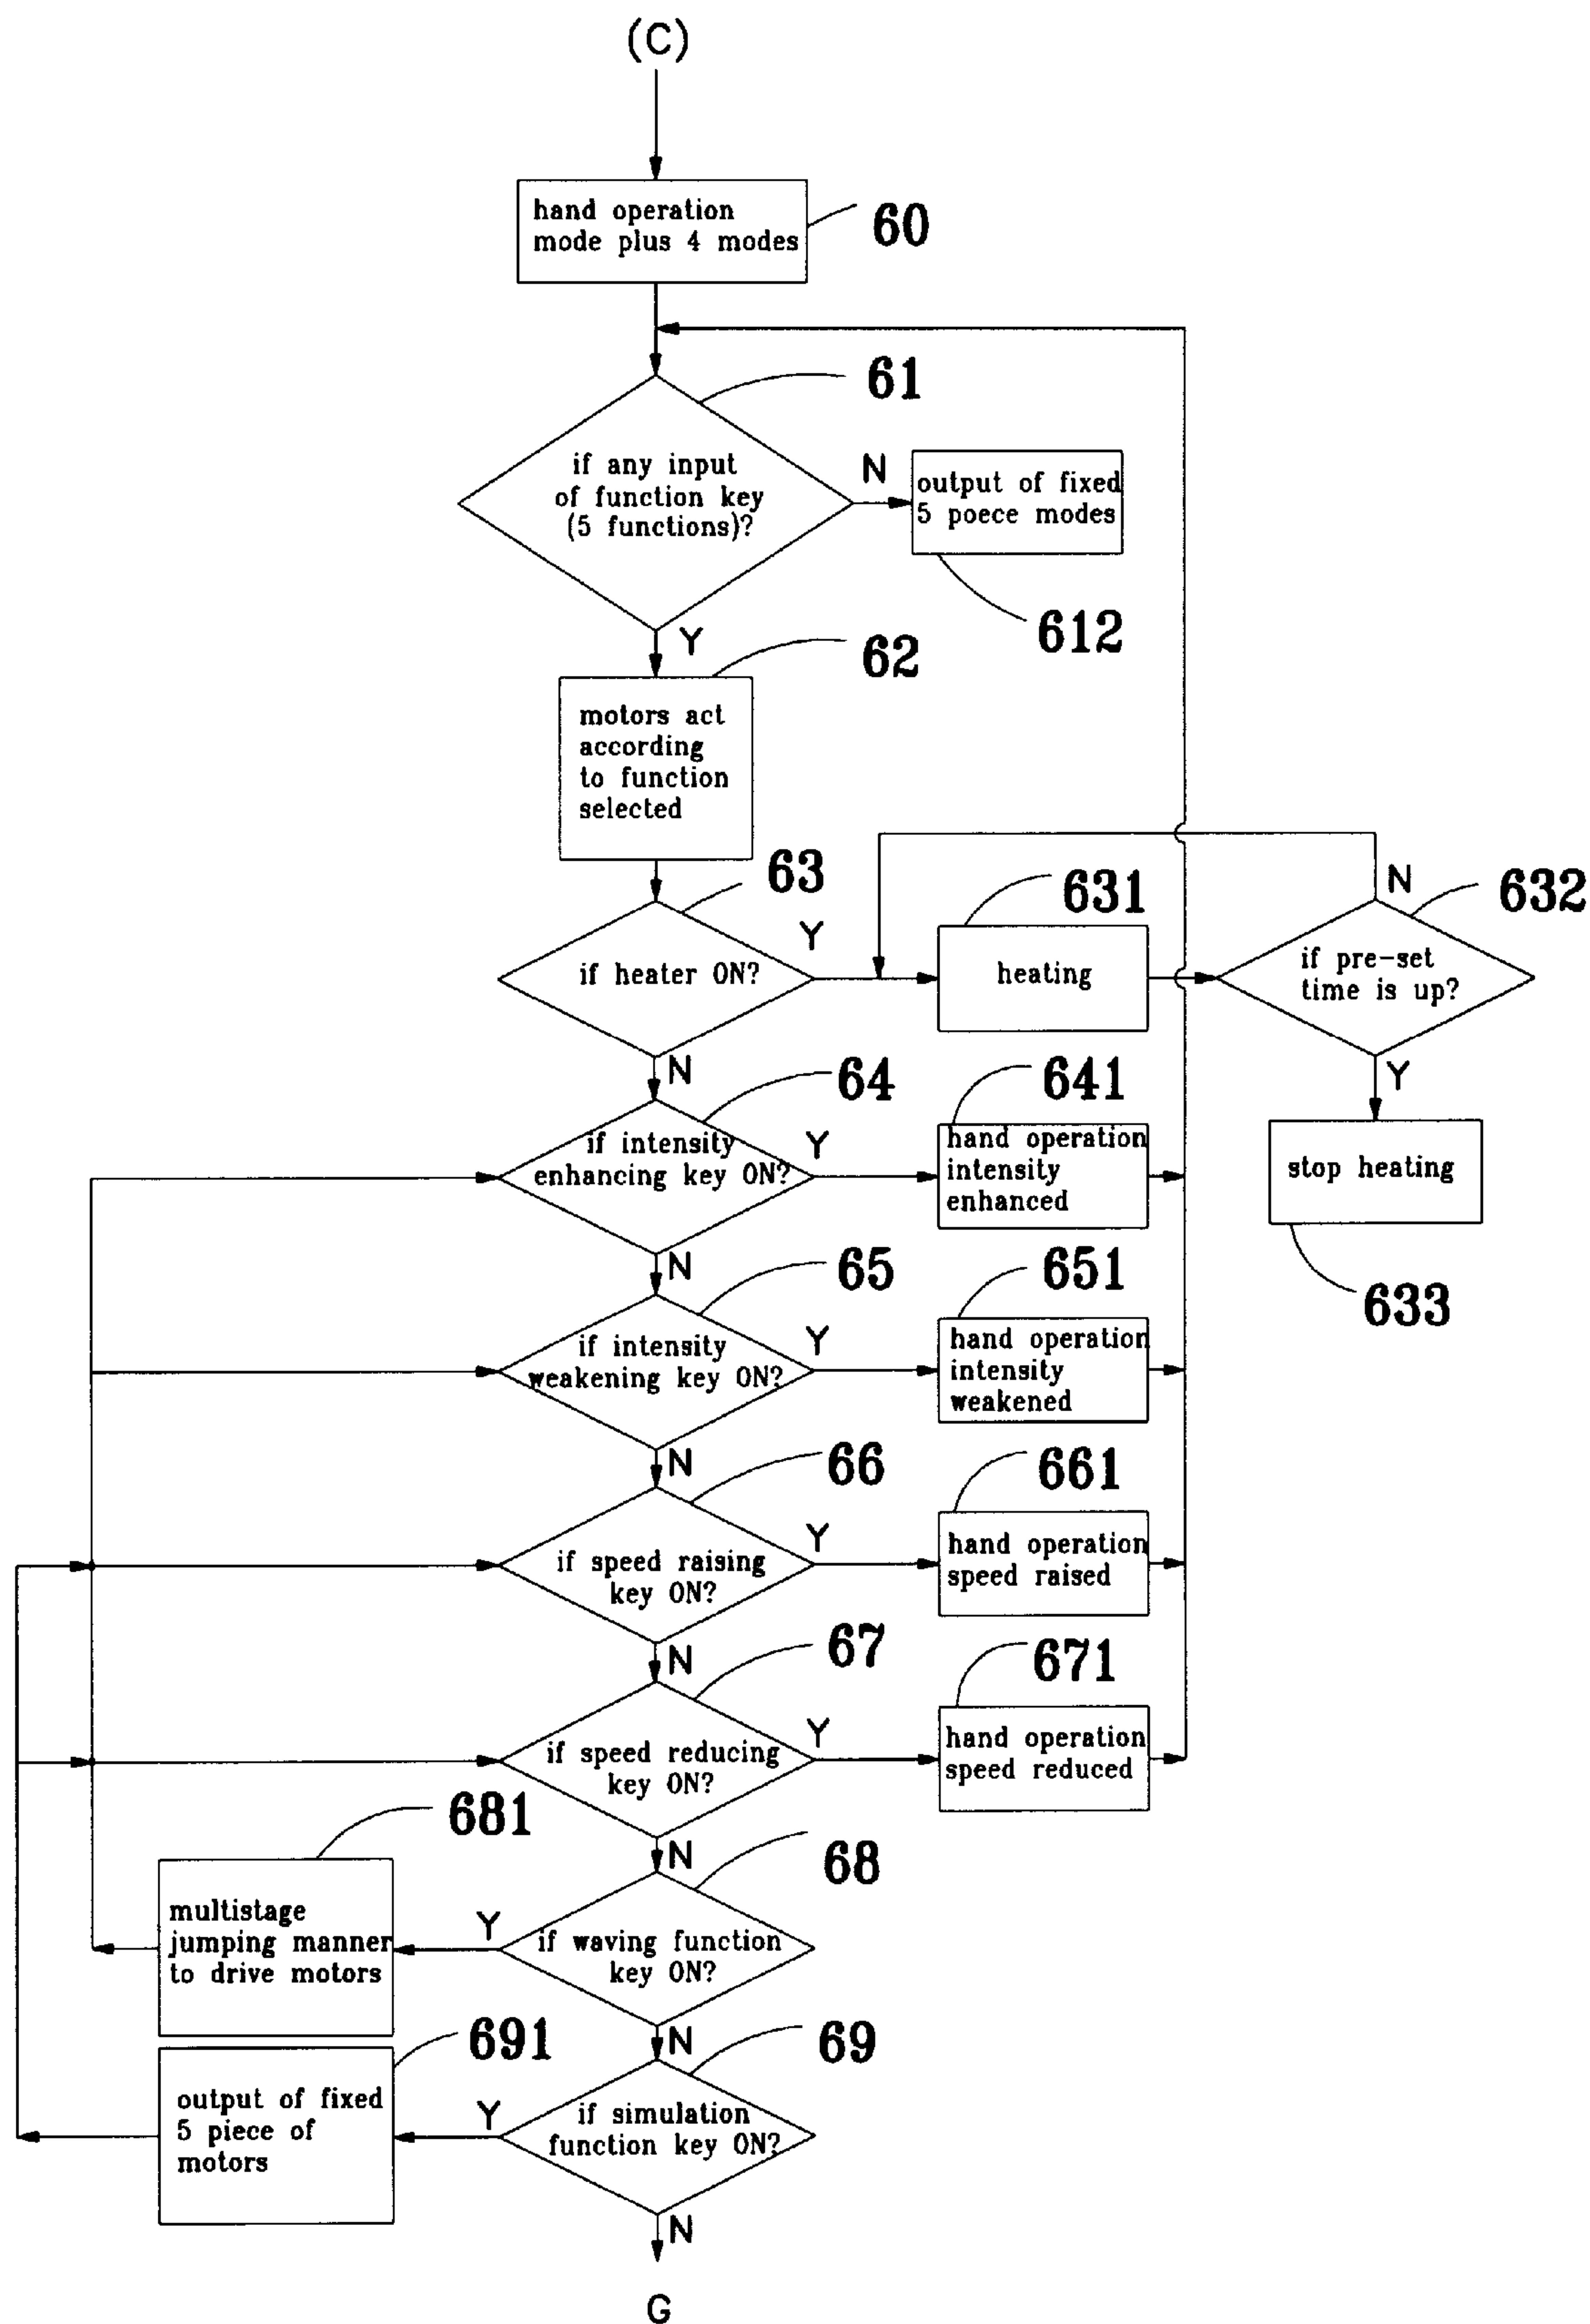 (C)
hand operation
mode plus 4 modes
60
61
if any input
of function key
(5 functions)?
N
output of fixed
5 poece modes
612
Y
62
motors act
according
to function
selected
63
if heater ON?
Y
631
heating
N
632
if pre-set
time is up?
Y
stop heating
633
N
64
if intensity
enhancing key ON?
Y
641
hand operation
intensity
enhanced
N
65
if intensity
weakening key ON?
Y
651
hand operation
intensity
weakened
N
66
if speed raising
key ON?
Y
661
hand operation
speed raised
N
67
if speed reducing
key ON?
Y
671
hand operation
speed reduced
N
68
if waving function
key ON?
Y
681
multistage
jumping manner
to drive motors
N
69
if simulation
function key ON?
Y
691
output of fixed
5 piece of
motors
N
G